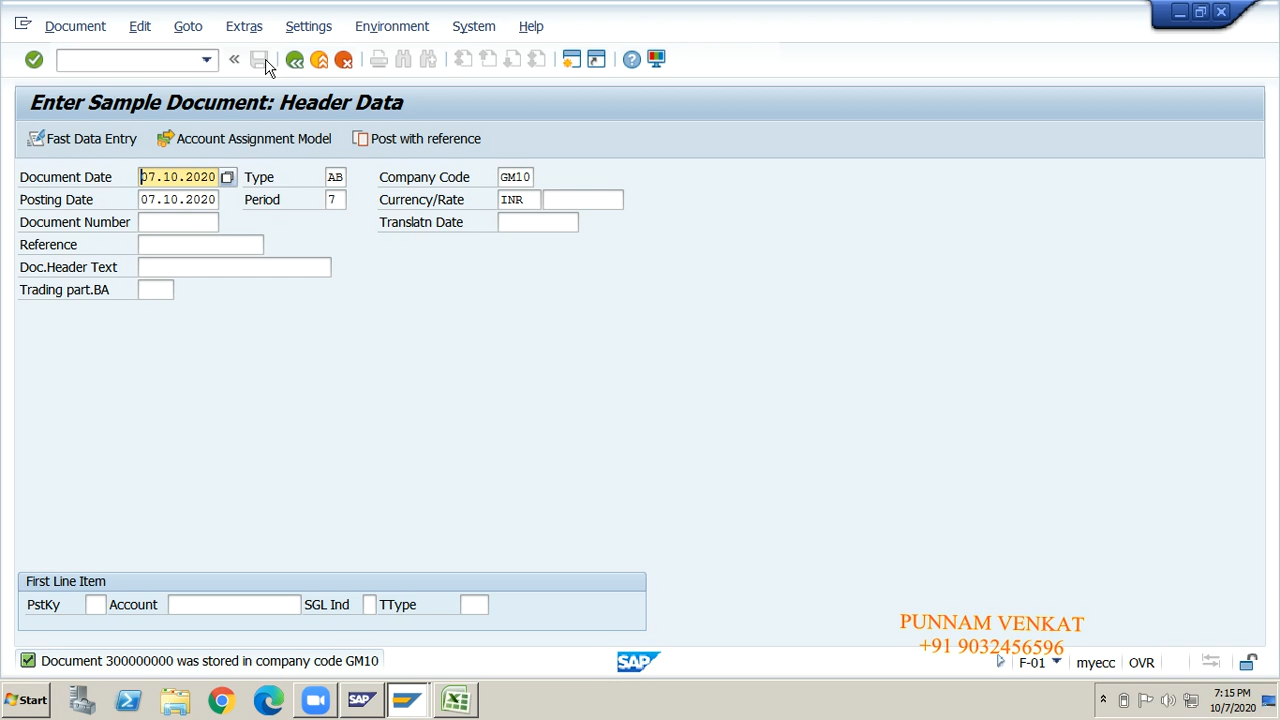 Document Edit Goto Extras Settings Environment System Help
Enter Sample Document: Header Data
Fast Data Entry Account Assignment Model Post with reference
Document Date 07.10.2020 Type AB Company Code GM10
Posting Date 07.10.2020 Period 7 Currency/Rate INR
Document Number Translatn Date
Reference
Doc.Header Text
Trading part.BA
First Line Item
PstKy Account SGL Ind TType
PUNNAM VENKAT
+91 9032456596
Document 300000000 was stored in company code GM10 SAP F-01 myecc OVR
Start SAP 7:15 PM
10/7/2020